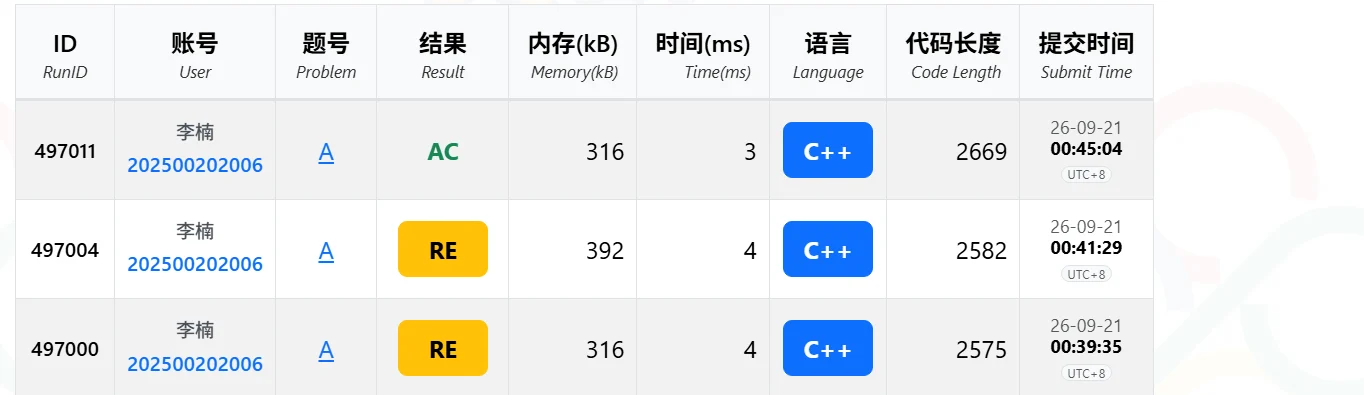 ID 账号 题号 结果 内存(kB) 时间(ms) 语言 代码长度 提交时间
RunID User Problem Result Memory(kB) Time(ms) Language Code Length Submit Time
李楠 26-09-21
497011 202500202006 A AC 316 3 C++ 2669 00:45:04
UTC+8
李楠 26-09-21
497004 202500202006 A RE 392 4 C++ 2582 00:41:29
UTC+8
李楠 26-09-21
497000 202500202006 A RE 316 4 C++ 2575 00:39:35
UTC+8